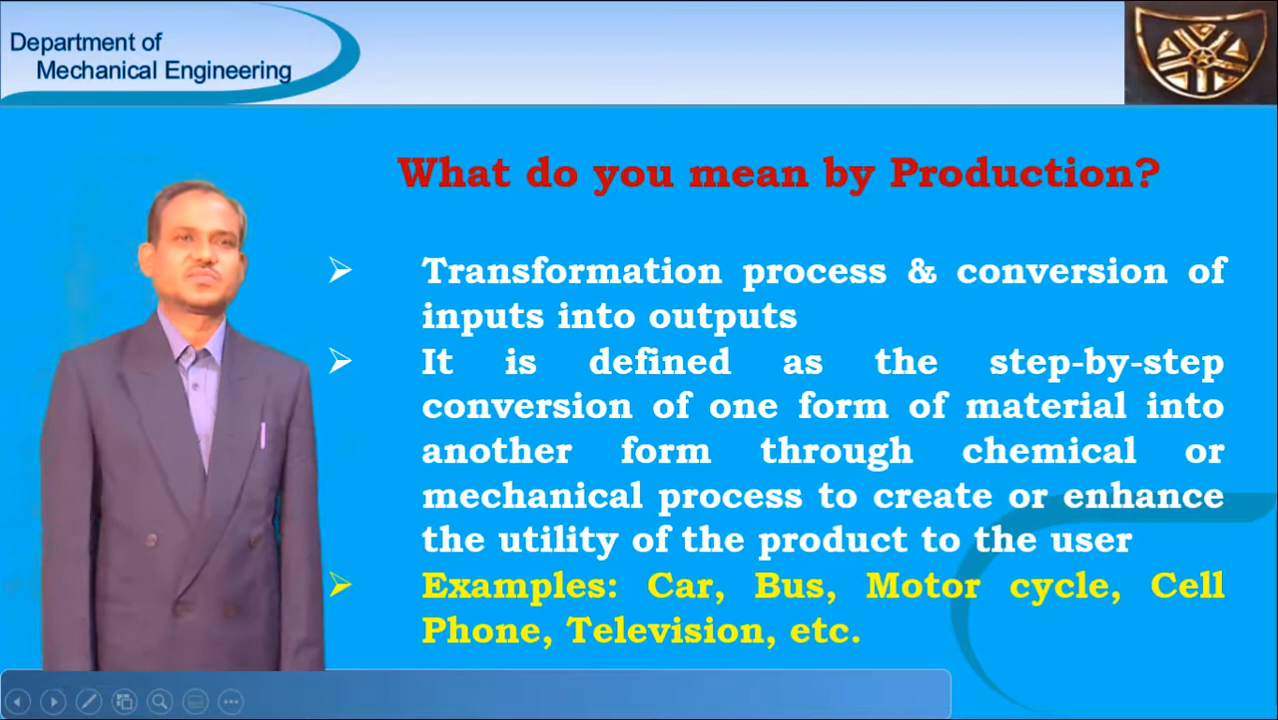 Department of
Mechanical Engineering
What do you mean by Production?
Transformation process & conversion of
inputs into outputs
It is defined as the step-by-step
conversion of one form of material into
another form through chemical or
mechanical process to create or enhance
the utility of the product to the user
Examples: Car, Bus, Motor cycle, Cell
Phone, Television, etc.